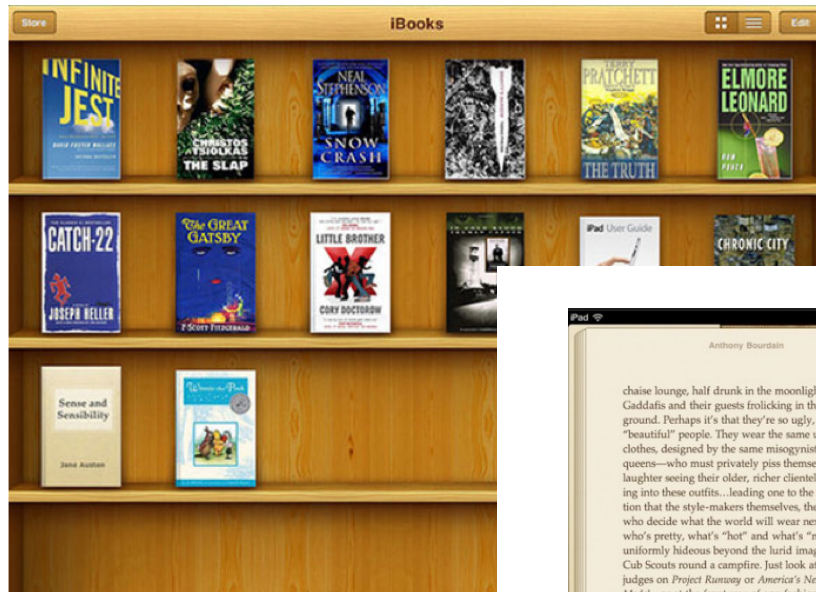 Store
iBooks
Edit
INFINITE
JEST
DAVID FOSTER WALLACE
CHRISTOS
TSIOLKAS
THE SLAP
NEAL
STEPHENSON
SNOW
CRASH
TERRY
PRATCHETT
THE TRUTH
ELMORE
LEONARD
RUM
PUNCH
CATCH-22
JOSEPH HELLER
The GREAT
GATSBY
F·SCOTT FITZGERALD
LITTLE BROTHER
CORY DOCTOROW
IN COLD BLOOD
iPad User Guide
CHRONIC CITY
Sense and
Sensibility
Jane Austen
Winnie-the-Pooh
iPad
Anthony Bourdain
chaise lounge, half drunk in the moonligh
Gaddafis and their guests frolicking in th
ground. Perhaps it's that they're so ugly,
"beautiful" people. They wear the same u
clothes, designed by the same misogynist
queens—who must privately piss themse
laughter seeing their older, richer clientel
ing into these outfits…leading one to the
tion that the style-makers themselves, the
who decide what the world will wear nex
who's pretty, what's "hot" and what's "n
uniformly hideous beyond the lurid imag
Cub Scouts round a campfire. Just look at
judges on Project Runway or America's Ne